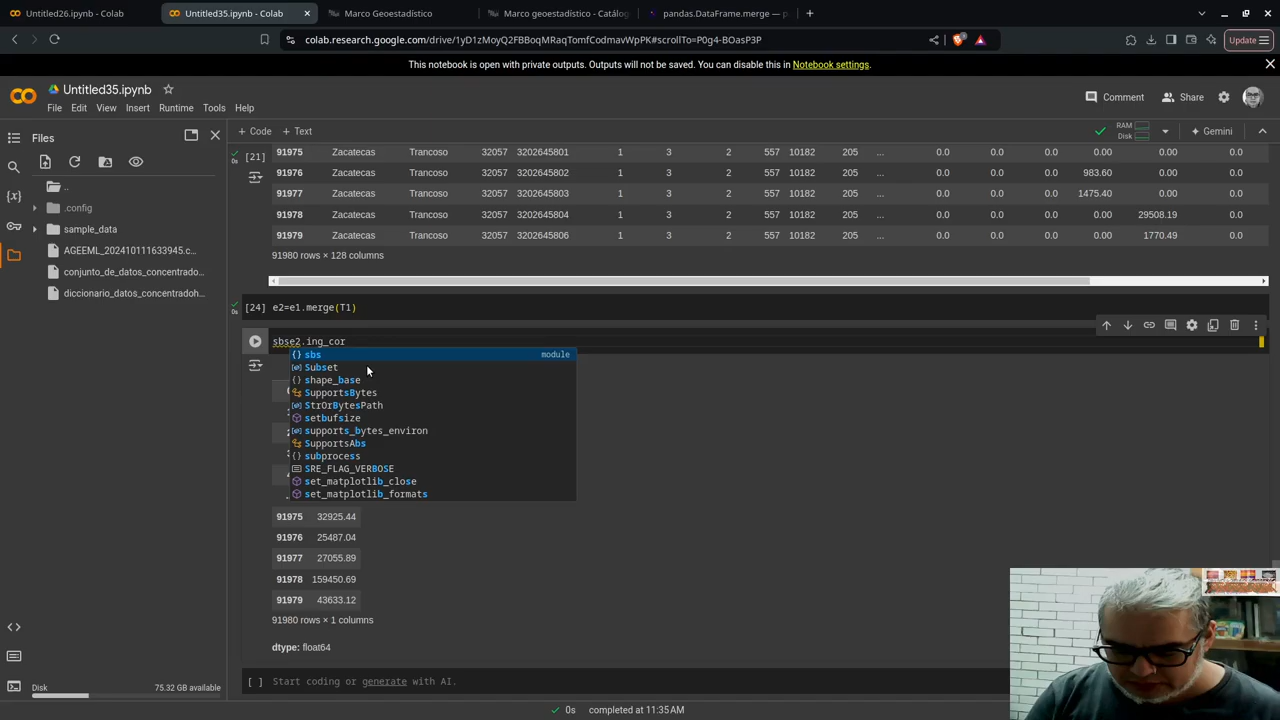 Untitled26.ipynb - Colab
Untitled35.ipynb - Colab
Marco Geoestadístico
Marco geoestadístico - Catálog
pandas.DataFrame.merge — p
colab.research.google.com/drive/1yD1zMoyQ2FBBoqMRaqTomfCodmavWpPK#scrollTo=P0g4-BOasP3P
Update
This notebook is open with private outputs. Outputs will not be saved. You can disable this in Notebook settings.
Untitled35.ipynb
File Edit View Insert Runtime Tools Help
Comment
Share
Files
+ Code + Text
RAM
Disk
Gemini
..
.config
sample_data
AGEEML_202410111633945.c...
conjunto_de_datos_concentrado...
diccionario_datos_concentradoh...
0s
[21]
91975 Zacatecas Trancoso 32057 3202645801 1 3 2 557 10182 205 ... 0.0 0.0 0.0 0.00 0.00 0.0
91976 Zacatecas Trancoso 32057 3202645802 1 3 2 557 10182 205 ... 0.0 0.0 0.0 983.60 0.00 0.0
91977 Zacatecas Trancoso 32057 3202645803 1 3 2 557 10182 205 ... 0.0 0.0 0.0 1475.40 0.00 0.0
91978 Zacatecas Trancoso 32057 3202645804 1 3 2 557 10182 205 ... 0.0 0.0 0.0 0.00 29508.19 0.0
91979 Zacatecas Trancoso 32057 3202645806 1 3 2 557 10182 205 ... 0.0 0.0 0.0 0.00 1770.49 0.0
91980 rows × 128 columns
0s
[24] e2=e1.merge(T1)
sbse2.ing_cor
{} sbs module
Subset
{} shape_base
SupportsBytes
StrOrBytesPath
setbufsize
supports_bytes_environ
SupportsAbs
{} subprocess
SRE_FLAG_VERBOSE
set_matplotlib_close
set_matplotlib_formats
91975 32925.44
91976 25487.04
91977 27055.89
91978 159450.69
91979 43633.12
91980 rows × 1 columns
dtype: float64
[ ] Start coding or generate with AI.
Disk 75.32 GB available
0s completed at 11:35AM